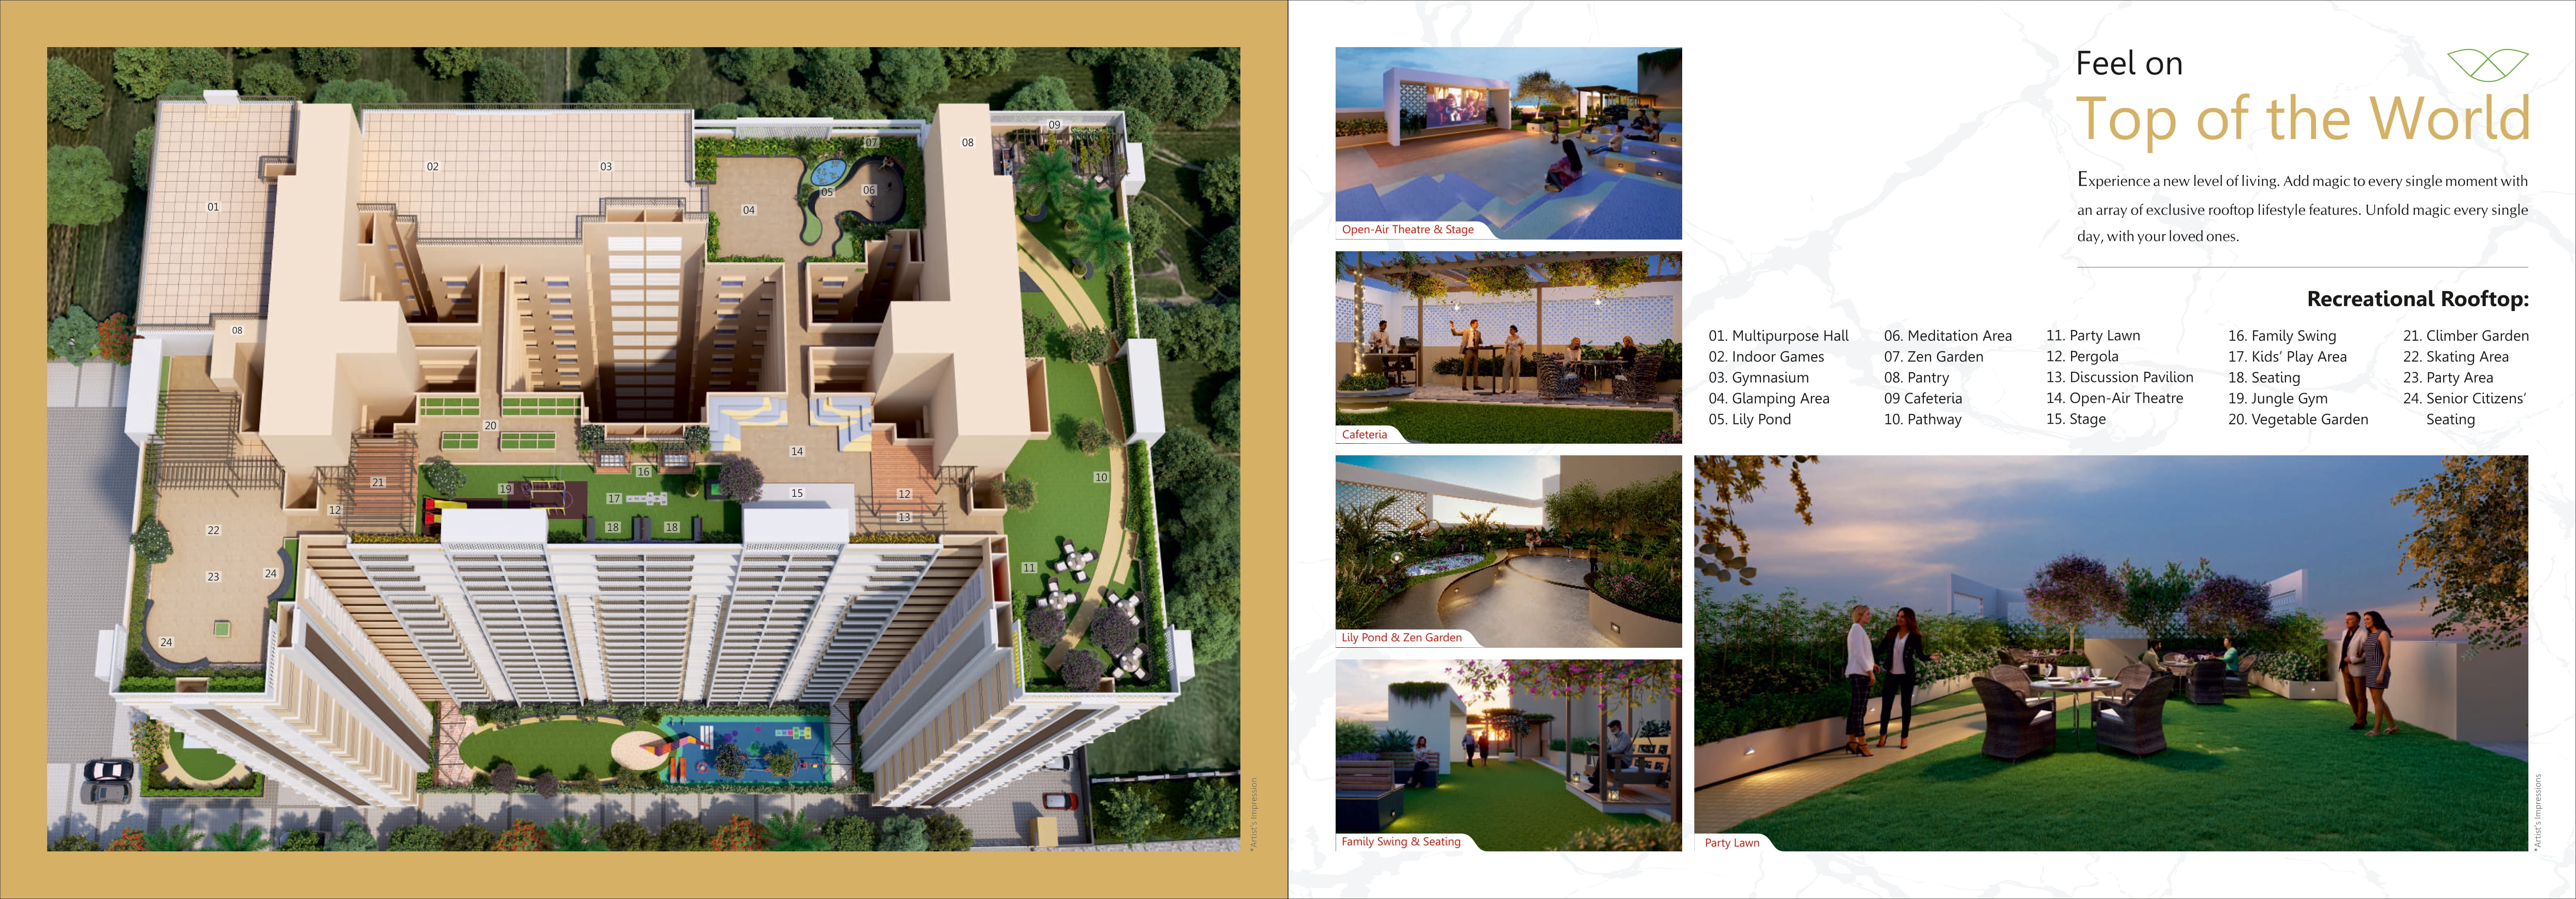 01
02
03
04
05
06
07
08
09
08
20
14
21
19
16
17
15
12
12
13
18
18
10
22
23
24
24
11
*Artist's Impression
Open-Air Theatre & Stage
Cafeteria
Lily Pond & Zen Garden
Family Swing & Seating
Feel on
Top of the World
Experience a new level of living. Add magic to every single moment with
an array of exclusive rooftop lifestyle features. Unfold magic every single
day, with your loved ones.
Recreational Rooftop:
01. Multipurpose Hall
02. Indoor Games
03. Gymnasium
04. Glamping Area
05. Lily Pond
06. Meditation Area
07. Zen Garden
08. Pantry
09 Cafeteria
10. Pathway
11. Party Lawn
12. Pergola
13. Discussion Pavilion
14. Open-Air Theatre
15. Stage
16. Family Swing
17. Kids' Play Area
18. Seating
19. Jungle Gym
20. Vegetable Garden
21. Climber Garden
22. Skating Area
23. Party Area
24. Senior Citizens'
Seating
Party Lawn
*Artist's Impressions